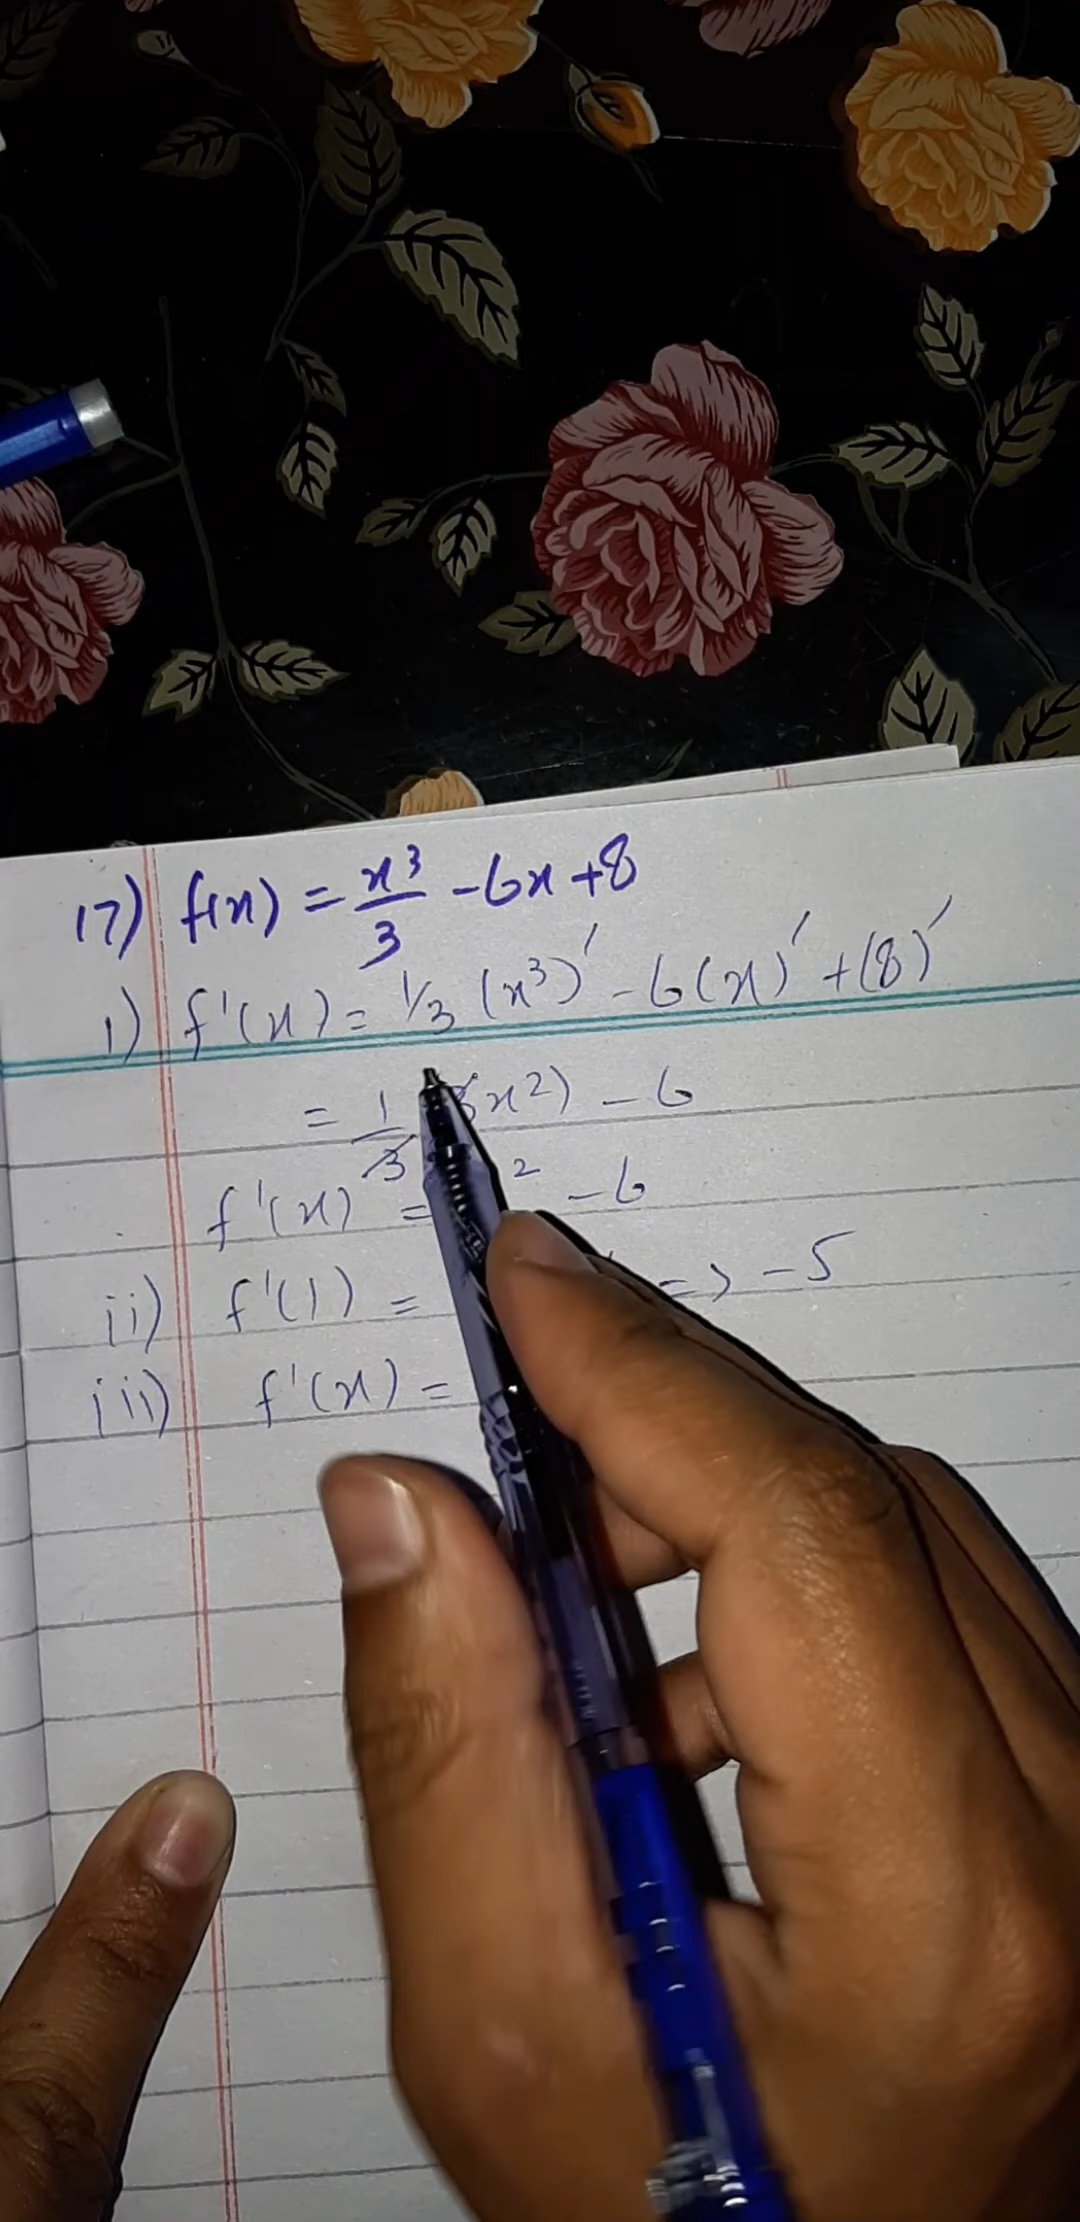 17) f(x) = x³/3 - 6x + 8
i) f'(x) = 1/3 (x³)' - 6(x)' + (8)'
= 1/3 3x²) - 6
f'(x) = ² - 6
ii) f'(1) = => -5
iii) f'(x) =